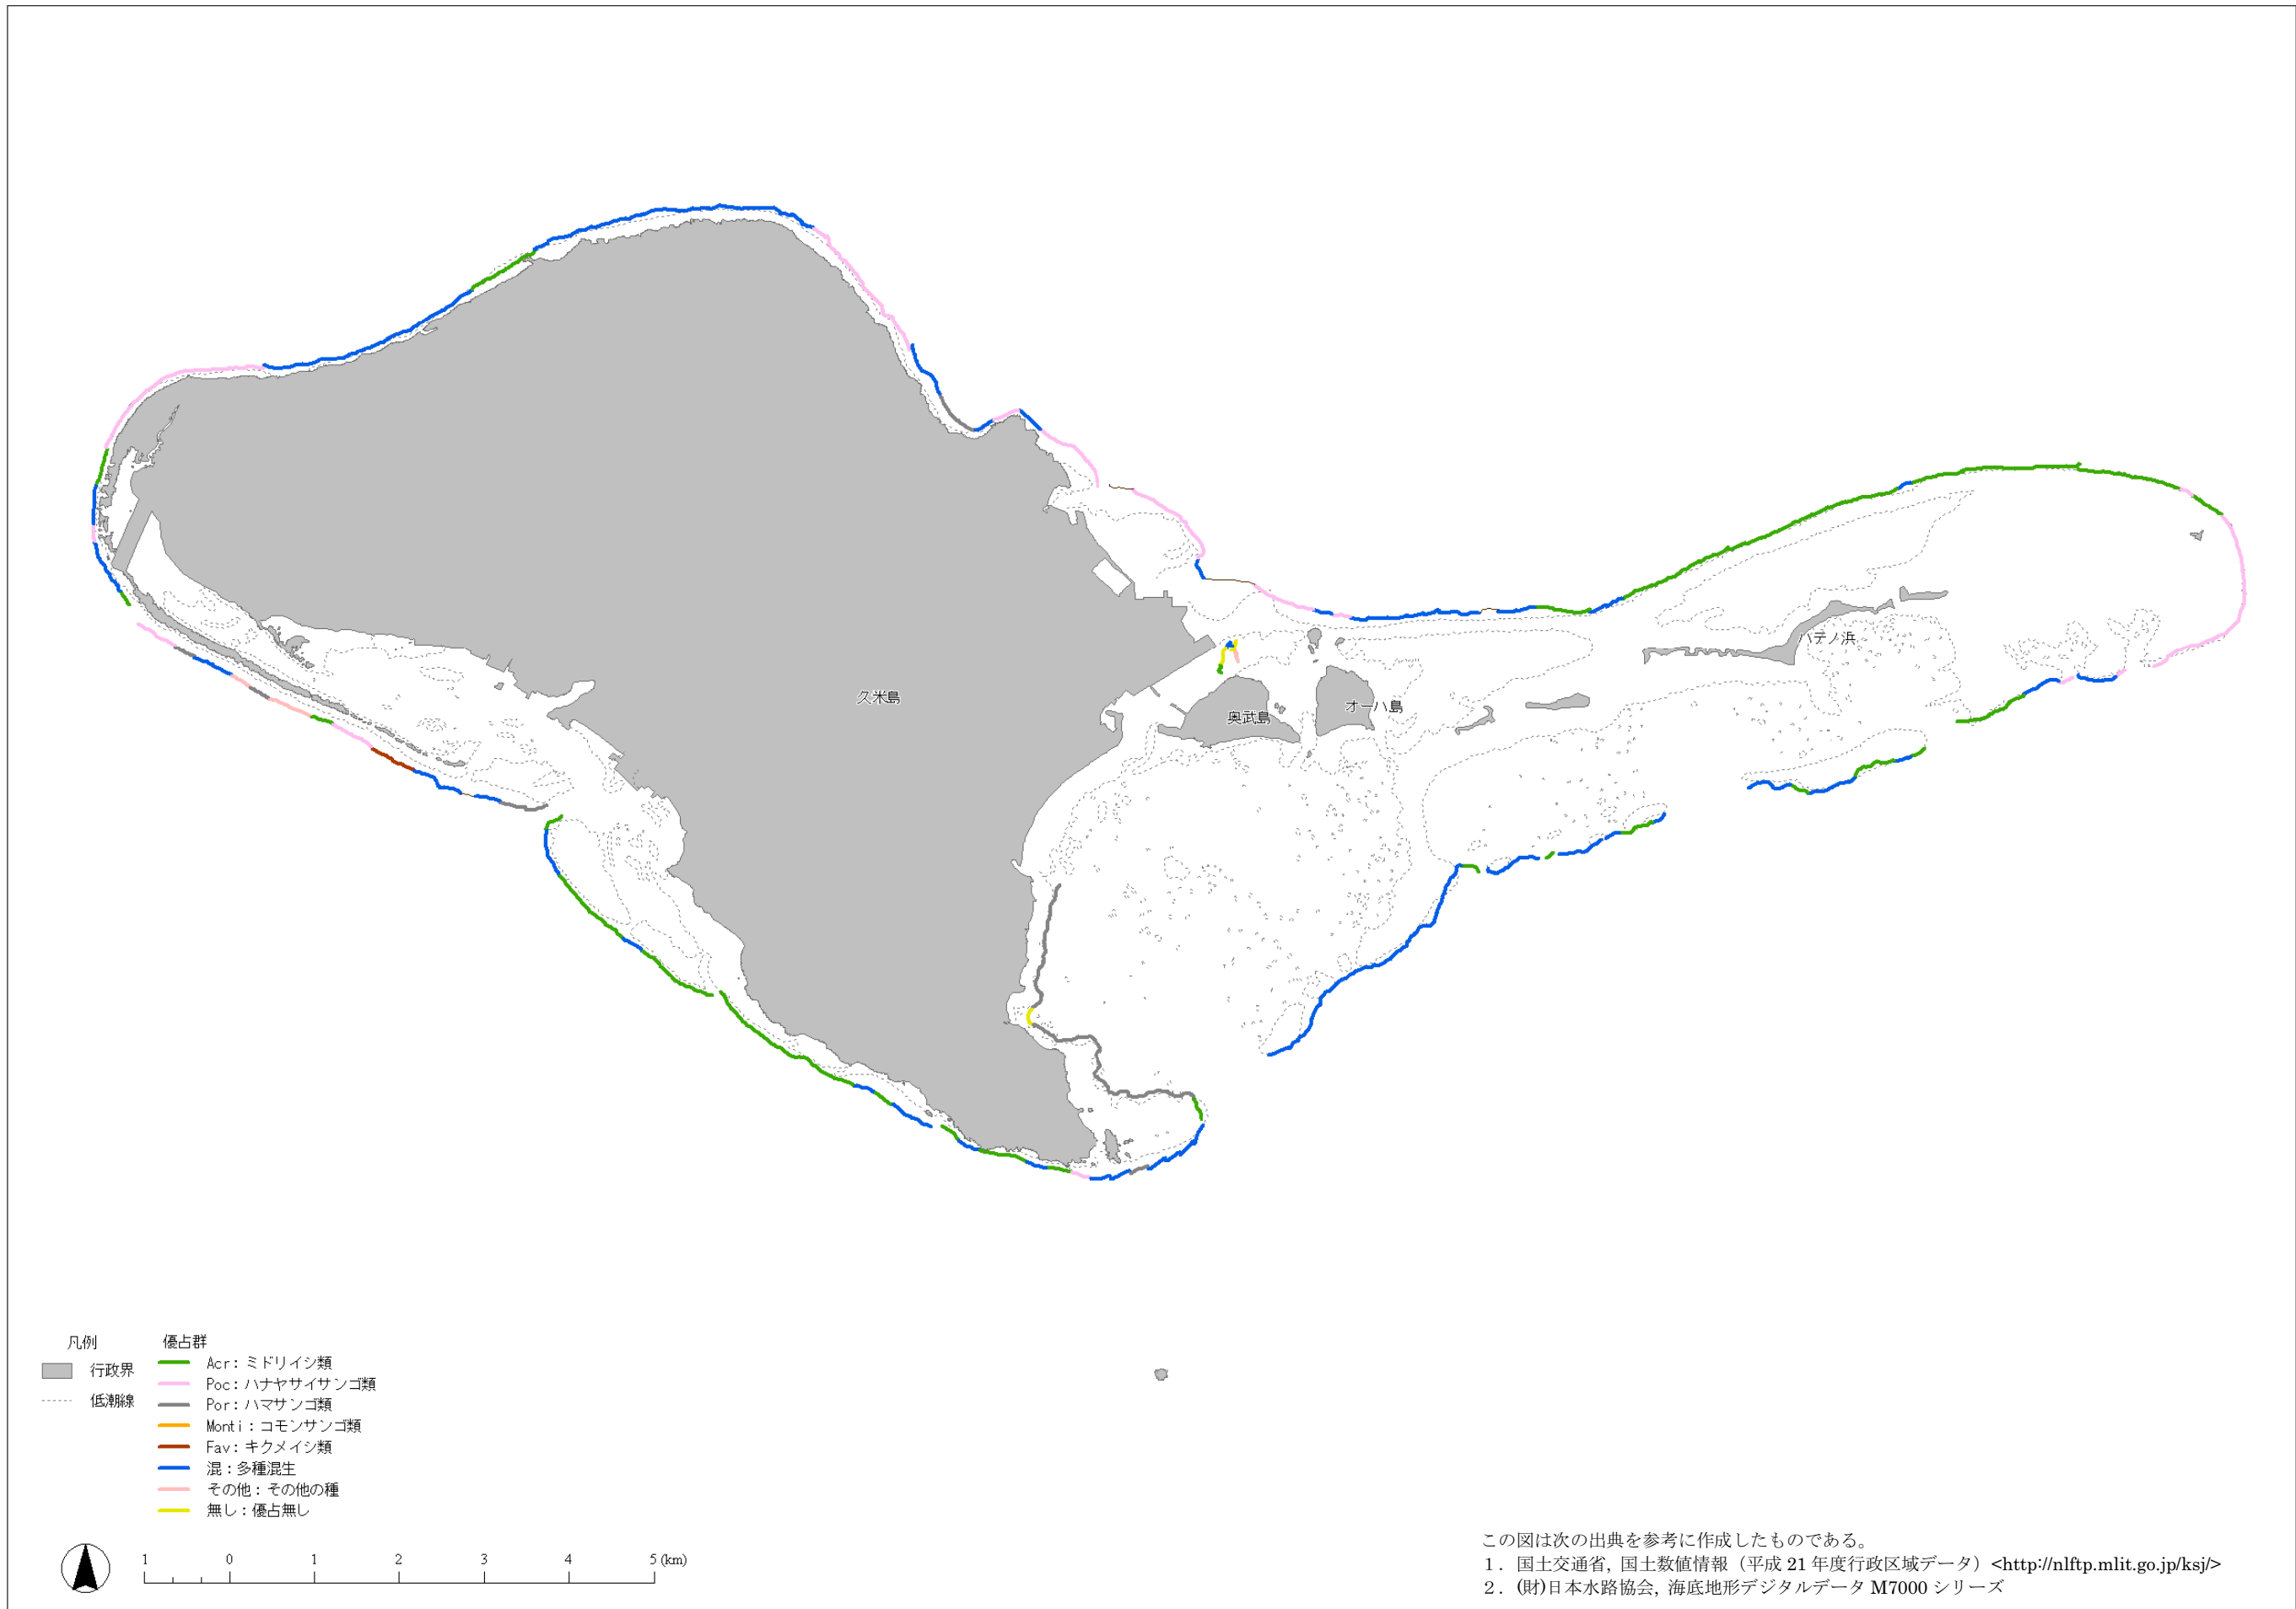 久米島
奥武島
オーハ島
ハテノ浜
凡例
行政界
低潮線
優占群
Acr：ミドリイシ類
Poc：ハナヤサイサンゴ類
Por：ハマサンゴ類
Monti：コモンサンゴ類
Fav：キクメイシ類
混：多種混生
その他：その他の種
無し：優占無し
1 0 1 2 3 4 5 (km)
この図は次の出典を参考に作成したものである。
1．国土交通省, 国土数値情報（平成 21 年度行政区域データ）<http://nlftp.mlit.go.jp/ksj/>
2．(財)日本水路協会, 海底地形デジタルデータ M7000 シリーズ